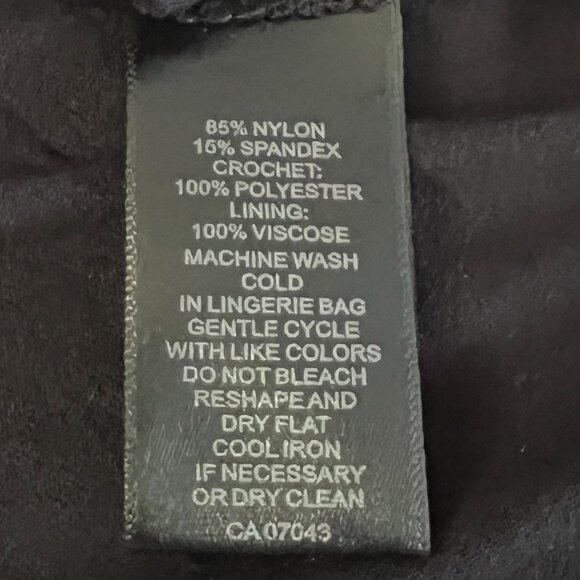 85% NYLON
15% SPANDEX
CROCHET:
100% POLYESTER
LINING:
100% VISCOSE
MACHINE WASH
COLD
IN LINGERIE BAG
GENTLE CYCLE
WITH LIKE COLORS
DO NOT BLEACH
RESHAPE AND
DRY FLAT
COOL IRON
IF NECESSARY
OR DRY CLEAN
CA 07043